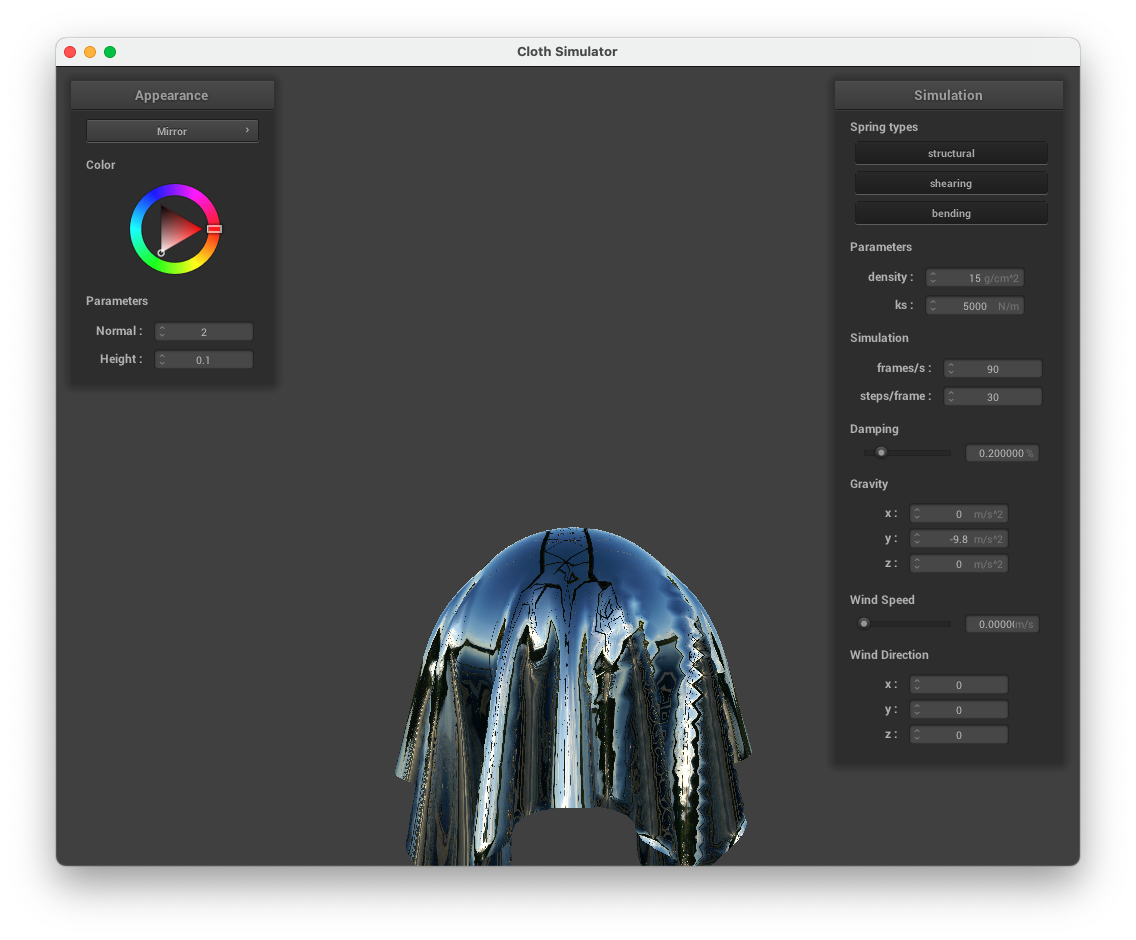 Cloth Simulator
Appearance
Mirror
Color
Parameters
Normal : 2
Height : 0.1
Simulation
Spring types
structural
shearing
bending
Parameters
density : 15 g/cm^2
ks : 5000 N/m
Simulation
frames/s : 90
steps/frame : 30
Damping
0.200000 %
Gravity
x : 0 m/s^2
y : -9.8 m/s^2
z : 0 m/s^2
Wind Speed
0.0000 m/s
Wind Direction
x : 0
y : 0
z : 0